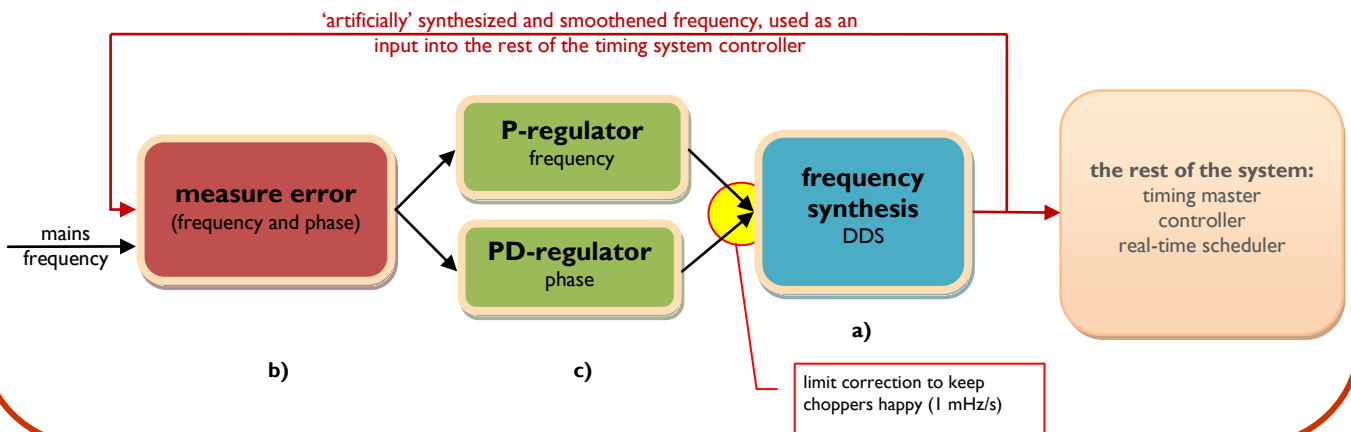 ‘artificially’ synthesized and smoothened frequency, used as an
input into the rest of the timing system controller
mains
frequency
measure error
(frequency and phase)
b)
P-regulator
frequency
PD-regulator
phase
c)
frequency
synthesis
DDS
a)
limit correction to keep
choppers happy (1 mHz/s)
the rest of the system:
timing master
controller
real-time scheduler